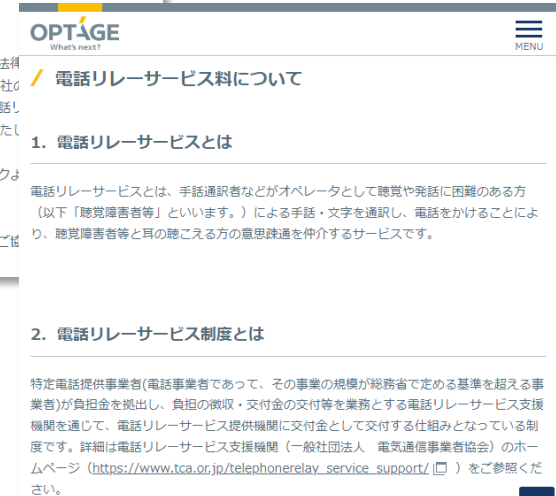 OPTAGE
What's next?
MENU
電話リレーサービス料について
1. 電話リレーサービスとは
電話リレーサービスとは、手話通訳者などがオペレータとして聴覚や発話に困難のある方
（以下「聴覚障害者等」といいます。）による手話・文字を通訳し、電話をかけることによ
り、聴覚障害者等と耳の聴こえる方の意思疎通を仲介するサービスです。
2. 電話リレーサービス制度とは
特定電話提供事業者(電話事業者であって、その事業の規模が総務省で定める基準を超える事
業者)が負担金を拠出し、負担の徴収・交付金の交付等を業務とする電話リレーサービス支援
機関を通じて、電話リレーサービス提供機関に交付金として交付する仕組みとなっている制
度です。詳細は電話リレーサービス支援機関（一般社団法人　電気通信事業者協会）のホー
ムページ（https://www.tca.or.jp/telephonerelay_service_support/ ）をご参照くだ
さい。